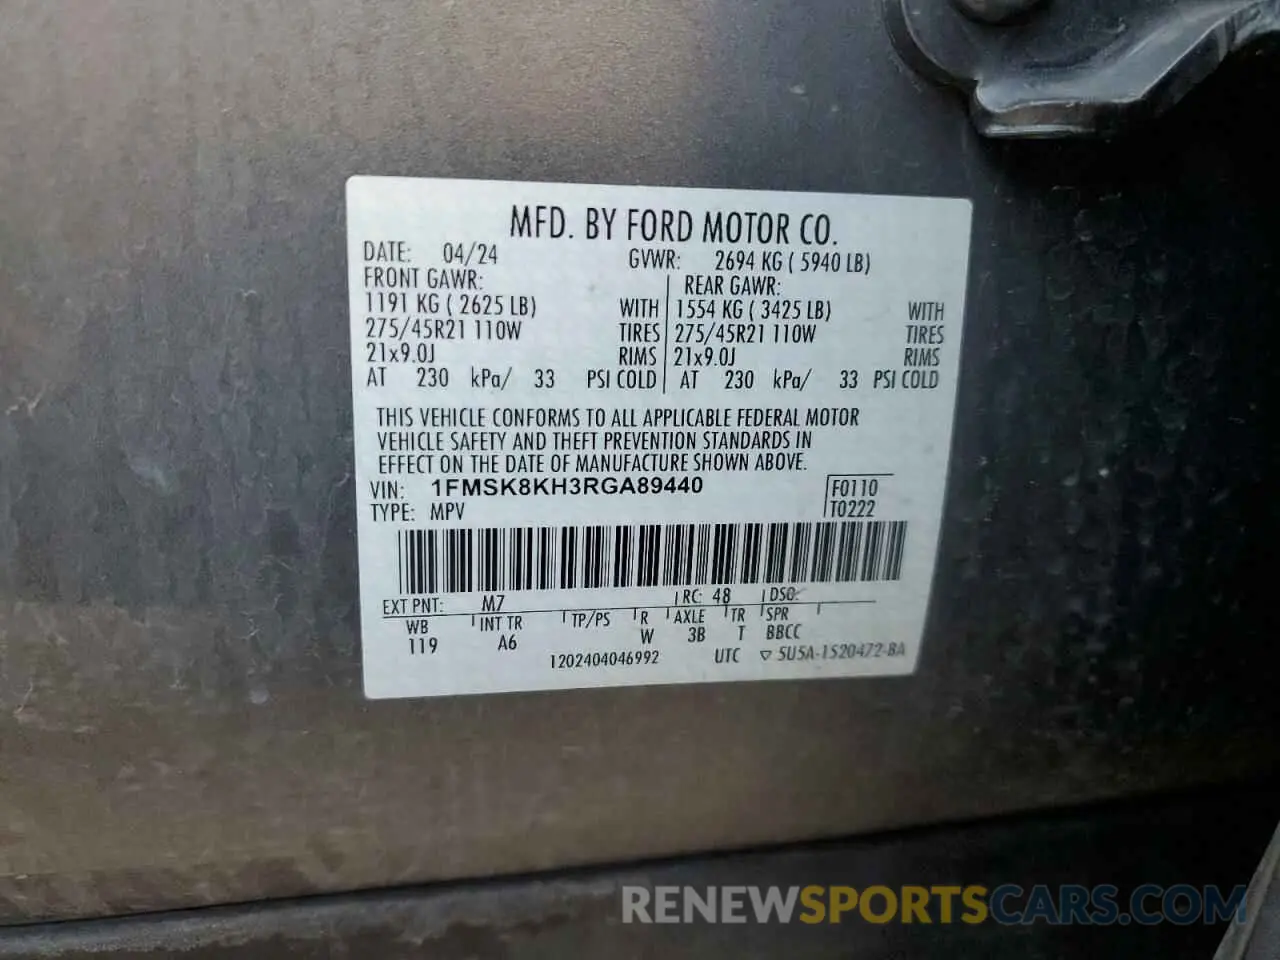 MFD. BY FORD MOTOR CO.
DATE: 04/24 GVWR: 2694 KG ( 5940 LB)
FRONT GAWR: REAR GAWR:
1191 KG ( 2625 LB) WITH 1554 KG ( 3425 LB) WITH
275/45R21 110W TIRES 275/45R21 110W TIRES
21x9.0J RIMS 21x9.0J RIMS
AT 230 kPa/ 33 PSI COLD AT 230 kPa/ 33 PSI COLD
THIS VEHICLE CONFORMS TO ALL APPLICABLE FEDERAL MOTOR
VEHICLE SAFETY AND THEFT PREVENTION STANDARDS IN
EFFECT ON THE DATE OF MANUFACTURE SHOWN ABOVE.
VIN: 1FMSK8KH3RGA89440 F0110
TYPE: MPV T0222
EXT PNT: M7 RC: 48 DSO:
WB INT TR TP/PS R AXLE TR SPR
119 A6 W 3B T BBCC
1202404046992 UTC ▽ 5U5A-1520472-BA
RENEWSPORTSCARS.COM